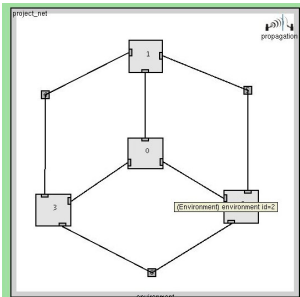 project_net
propagation
1
0
3
(Environment) environment id=2
environment